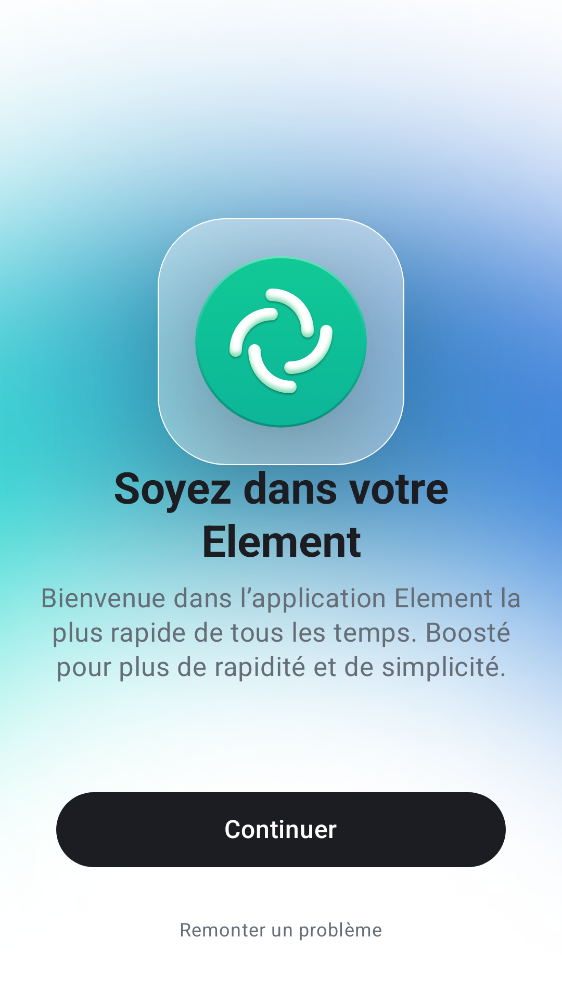 Soyez dans votre
Element
Bienvenue dans l’application Element la
plus rapide de tous les temps. Boosté
pour plus de rapidité et de simplicité.
Continuer
Remonter un problème